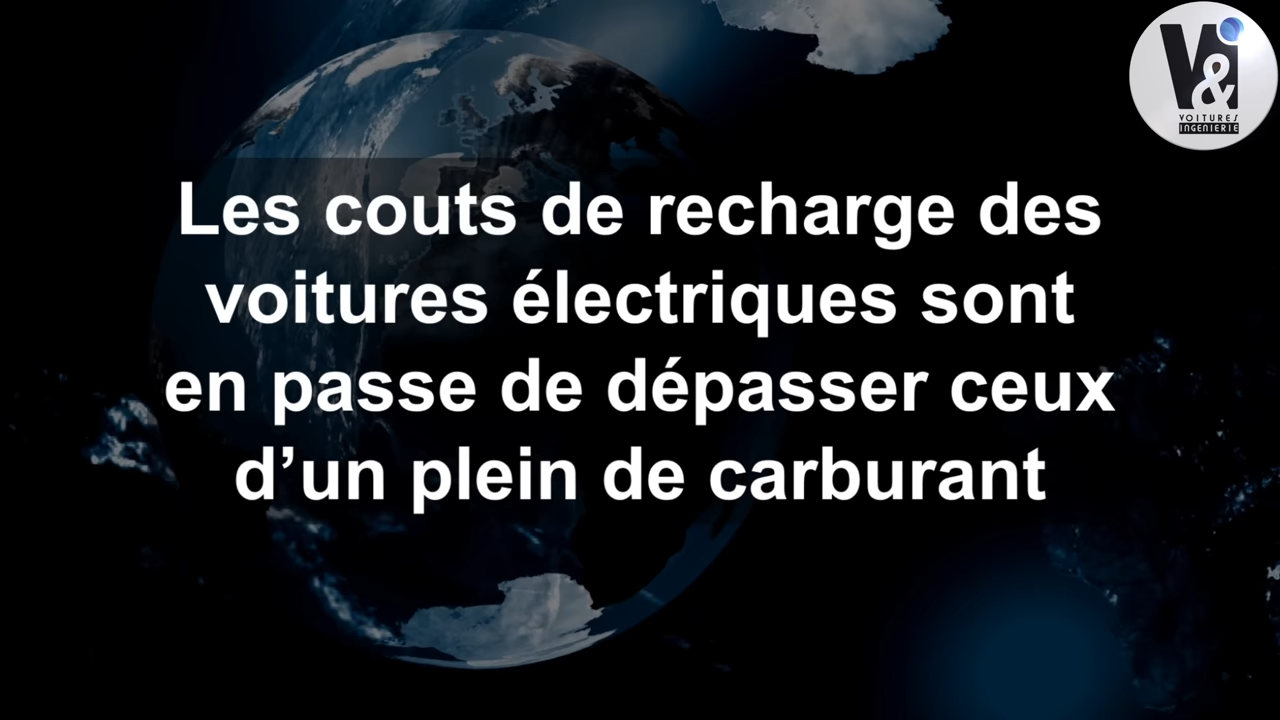 V&i
VOITURES
INGENIERIE
Les couts de recharge des
voitures électriques sont
en passe de dépasser ceux
d’un plein de carburant